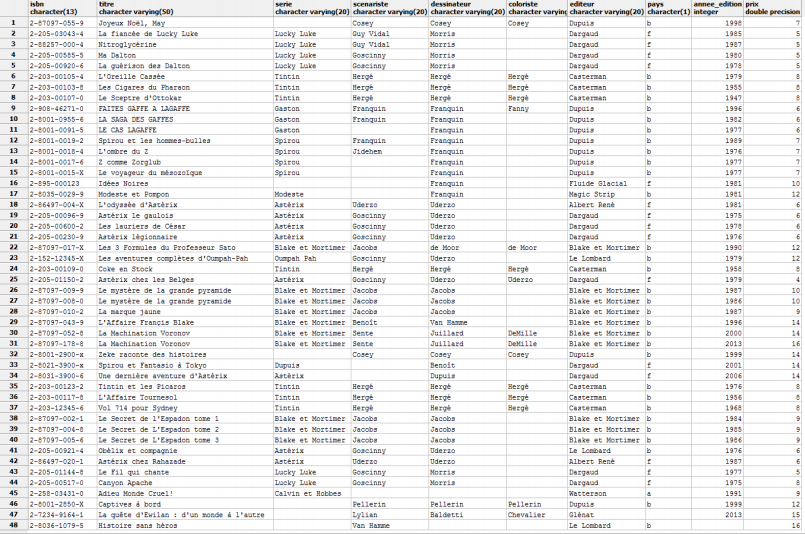 isbn character(13) titre character varying(50) serie character varying(20) scenariste character varying(20) dessinateur character varying(20) coloriste character varying editeur character varying(20) pays character(1) annee_edition integer prix double precision
1 2-87097-055-9 Joyeux Noël, May Cosey Cosey Cosey Dupuis b 1998 7
2 2-205-03043-4 La fiancée de Lucky Luke Lucky Luke Guy Vidal Morris Dargaud f 1985 5
3 2-88257-000-4 Nitroglycérine Lucky Luke Guy Vidal Morris Dargaud f 1987 5
4 2-205-00585-5 Ma Dalton Lucky Luke Goscinny Morris Dargaud f 1980 5
5 2-205-00920-6 La guérison des Dalton Lucky Luke Goscinny Morris Dargaud f 1978 5
6 2-203-00105-4 L'Oreille Cassée Tintin Hergé Hergé Hergé Casterman b 1979 8
7 2-203-00103-8 Les Cigares du Pharaon Tintin Hergé Hergé Hergé Casterman b 1955 8
8 2-203-00107-0 Le Sceptre d'Ottokar Tintin Hergé Hergé Hergé Casterman b 1947 8
9 2-908-46271-0 FAITES GAFFE A LAGAFFE Gaston Franquin Franquin Fanny Dupuis b 1996 6
10 2-8001-0955-6 LA SAGA DES GAFFES Gaston Franquin Franquin Dupuis b 1982 6
11 2-8001-0091-5 LE CAS LAGAFFE Gaston Franquin Dupuis b 1977 6
12 2-8001-0019-2 Spirou et les hommes-bulles Spirou Franquin Franquin Dupuis b 1989 7
13 2-8001-0018-4 L'ombre du Z Spirou Jidehem Franquin Dupuis b 1976 7
14 2-8001-0017-6 Z comme Zorglub Spirou Franquin Dupuis b 1977 7
15 2-8001-0015-X Le voyageur du mésozoïque Spirou Franquin Dupuis b 1977 7
16 2-895-000123 Idées Noires Franquin Fluide Glacial f 1981 10
17 2-8035-0029-9 Modeste et Pompon Modeste Franquin Magic Strip b 1981 12
18 2-86497-004-X L'odyssée d'Astérix Astérix Uderzo Uderzo Albert René f 1981 6
19 2-205-00096-9 Astérix le gaulois Astérix Goscinny Uderzo Dargaud f 1975 6
20 2-205-00600-2 Les lauriers de César Astérix Goscinny Uderzo Dargaud f 1978 6
21 2-205-00230-9 Astérix légionnaire Astérix Goscinny Uderzo Dargaud f 1976 6
22 2-87097-017-X Les 3 Formules du Professeur Sato Blake et Mortimer Jacobs de Moor de Moor Blake et Mortimer b 1990 12
23 2-152-12345-X Les aventures complètes d'Oumpah-Pah Oumpah Pah Goscinny Uderzo Le Lombard b 1979 12
24 2-203-00109-0 Coke en Stock Tintin Hergé Hergé Hergé Casterman b 1958 8
25 2-205-01150-2 Astérix chez les Belges Astérix Goscinny Uderzo Uderzo Dargaud f 1979 4
26 2-87097-009-9 Le mystère de la grande pyramide Blake et Mortimer Jacobs Jacobs Blake et Mortimer b 1987 10
27 2-87097-008-0 Le mystère de la grande pyramide Blake et Mortimer Jacobs Jacobs Blake et Mortimer b 1986 10
28 2-87097-010-2 La marque jaune Blake et Mortimer Jacobs Jacobs Blake et Mortimer b 1987 9
29 2-87097-043-9 L'Affaire Françis Blake Blake et Mortimer Benoît Van Hamme Blake et Mortimer b 1996 14
30 2-87097-052-8 La Machination Voronov Blake et Mortimer Sente Juillard DeMille Blake et Mortimer b 2000 14
31 2-87097-178-8 La Machination Voronov Blake et Mortimer Sente Juillard DeMille Blake et Mortimer b 2013 16
32 2-8001-2900-x Zeke raconte des histoires Cosey Cosey Cosey Dupuis b 1999 14
33 2-8021-3900-x Spirou et Fantasio à Tokyo Dupuis Benoît Dargaud f 2001 14
34 2-8031-3900-6 Une dernière aventure d'Astérix Astérix Dupuis Dargaud f 2006 14
35 2-203-00123-2 Tintin et les Picaros Tintin Hergé Hergé Hergé Casterman b 1976 8
36 2-203-00117-8 L'Affaire Tournesol Tintin Hergé Hergé Hergé Casterman b 1956 8
37 2-203-12345-6 Vol 714 pour Sydney Tintin Hergé Hergé Hergé Casterman b 1968 8
38 2-87097-002-1 Le Secret de l'Espadon tome 1 Blake et Mortimer Jacobs Jacobs Blake et Mortimer b 1984 9
39 2-87097-004-8 Le Secret de L'Espadon tome 2 Blake et Mortimer Jacobs Jacobs Blake et Mortimer b 1985 9
40 2-87097-005-6 Le Secret de L'Espadon tome 3 Blake et Mortimer Jacobs Jacobs Blake et Mortimer b 1986 9
41 2-205-00921-4 Obélix et compagnie Astérix Goscinny Uderzo Le Lombard b 1976 6
42 2-86497-020-1 Astérix chez Rahazade Astérix Uderzo Uderzo Albert René f 1987 6
43 2-205-01144-8 Le Fil qui chante Lucky Luke Goscinny Morris Dargaud f 1977 5
44 2-205-00517-0 Canyon Apache Lucky Luke Goscinny Morris Dargaud f 1975 8
45 2-258-03431-0 Adieu Monde Cruel! Calvin et Hobbes Watterson a 1991 9
46 2-8001-2850-X Captives á bord Pellerin Pellerin Pellerin Dupuis b 1999 12
47 2-7234-9164-1 La quête d'Ewilan : d'un monde á l'autre Lylian Baldetti Chevalier Glénat 2013 15
48 2-8036-1079-5 Histoire sans héros Van Hamme Le Lombard b 16